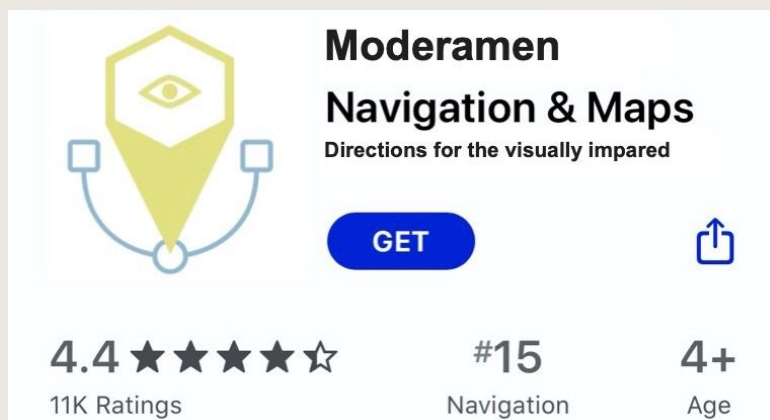 Moderamen
Navigation & Maps
Directions for the visually impared
GET
4.4
#15
4+
11K Ratings
Navigation
Age